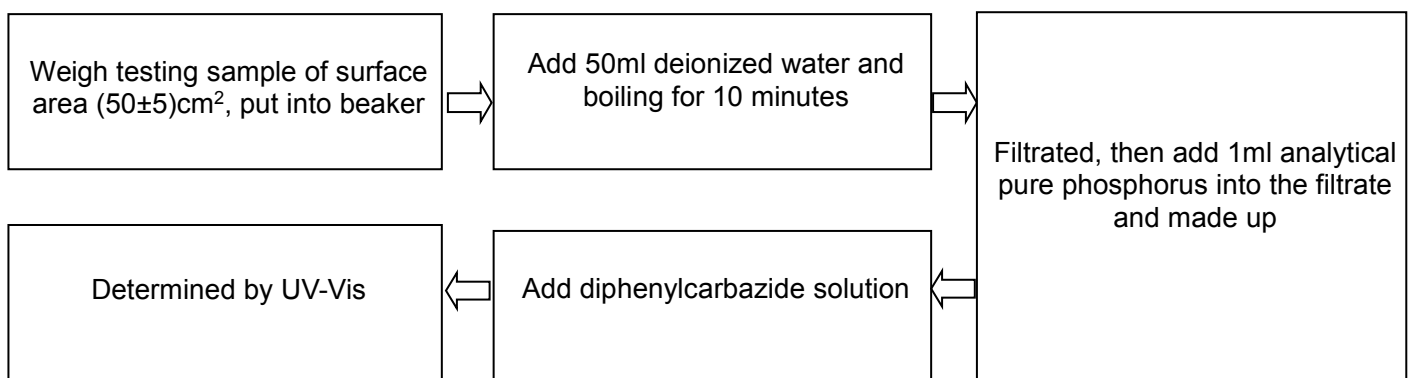 Weigh testing sample of surface
area (50±5)cm², put into beaker
Add 50ml deionized water and
boiling for 10 minutes
Filtrated, then add 1ml analytical
pure phosphorus into the filtrate
and made up
Add diphenylcarbazide solution
Determined by UV-Vis